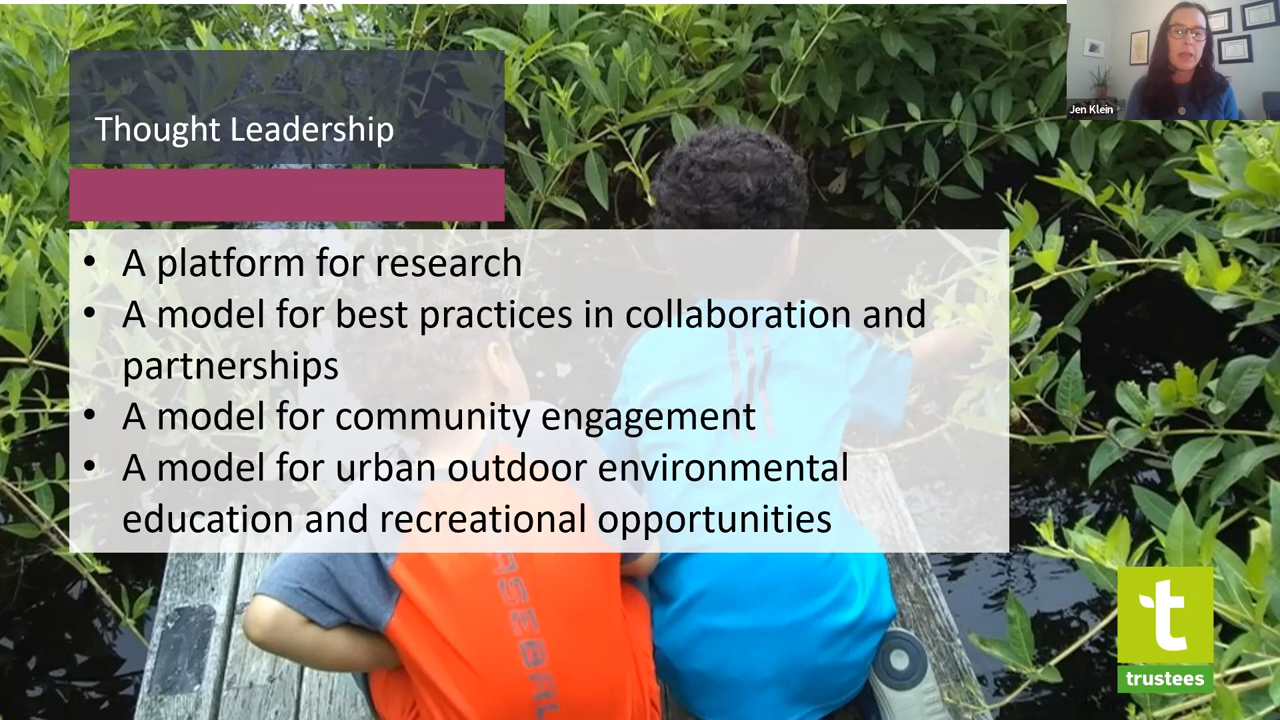 Jen Klein
Thought Leadership
• A platform for research
• A model for best practices in collaboration and
partnerships
• A model for community engagement
• A model for urban outdoor environmental
education and recreational opportunities
t
trustees